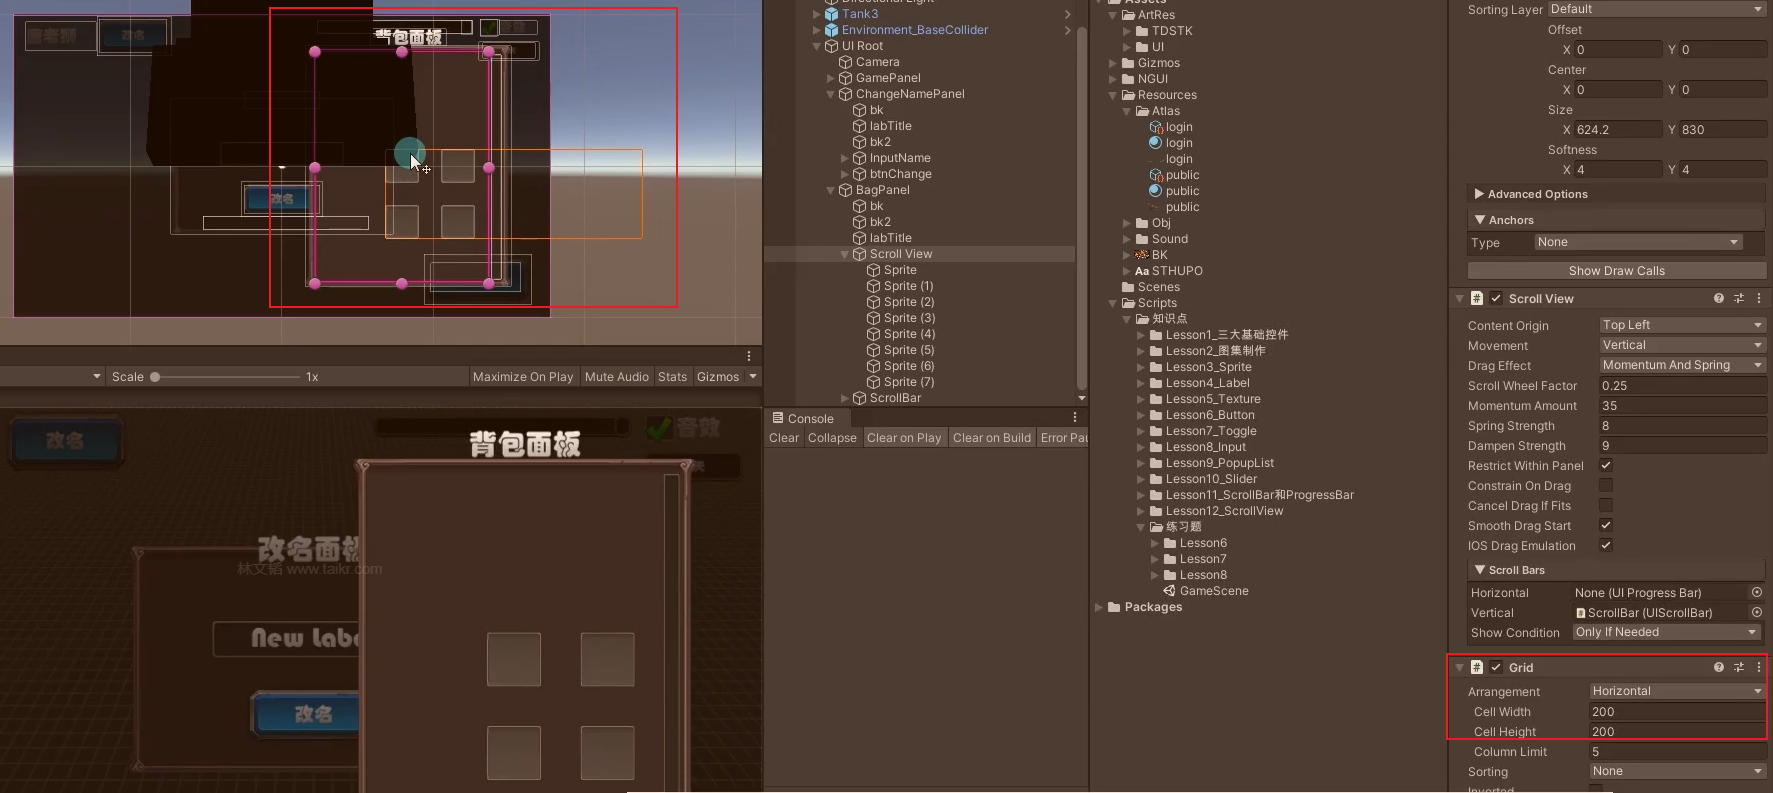 改名
音效
背包面板
改名
Scale
1x
Maximize On Play
Mute Audio
Stats
Gizmos
改名
背包面板
音效
改名面板
林文韬 www.taikr.com
New Labe
改名
Directional Light
Tank3
Environment_BaseCollider
UI Root
Camera
GamePanel
ChangeNamePanel
bk
labTitle
bk2
InputName
btnChange
BagPanel
bk
bk2
labTitle
Scroll View
Sprite
Sprite (1)
Sprite (2)
Sprite (3)
Sprite (4)
Sprite (5)
Sprite (6)
Sprite (7)
ScrollBar
Console
Clear
Collapse
Clear on Play
Clear on Build
Error Pau
Assets
ArtRes
TDSTK
UI
Gizmos
NGUI
Resources
Atlas
login
login
login
public
public
public
Obj
Sound
BK
Aa STHUPO
Scenes
Scripts
知识点
Lesson1_三大基础控件
Lesson2_图集制作
Lesson3_Sprite
Lesson4_Label
Lesson5_Texture
Lesson6_Button
Lesson7_Toggle
Lesson8_Input
Lesson9_PopupList
Lesson10_Slider
Lesson11_ScrollBar和ProgressBar
Lesson12_ScrollView
练习题
Lesson6
Lesson7
Lesson8
GameScene
Packages
Sorting Layer Default
Offset
X 0 Y 0
Center
X 0 Y 0
Size
X 624.2 Y 830
Softness
X 4 Y 4
Advanced Options
Anchors
Type None
Show Draw Calls
# Scroll View
Content Origin Top Left
Movement Vertical
Drag Effect Momentum And Spring
Scroll Wheel Factor 0.25
Momentum Amount 35
Spring Strength 8
Dampen Strength 9
Restrict Within Panel
Constrain On Drag
Cancel Drag If Fits
Smooth Drag Start
IOS Drag Emulation
Scroll Bars
Horizontal None (UI Progress Bar)
Vertical ScrollBar (UIScrollBar)
Show Condition Only If Needed
# Grid
Arrangement Horizontal
Cell Width 200
Cell Height 200
Column Limit 5
Sorting None
Inverted